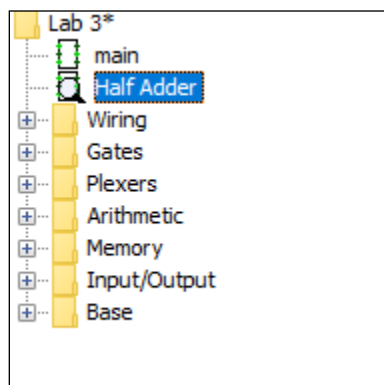 Lab 3*
main
Half Adder
Wiring
Gates
Plexers
Arithmetic
Memory
Input/Output
Base